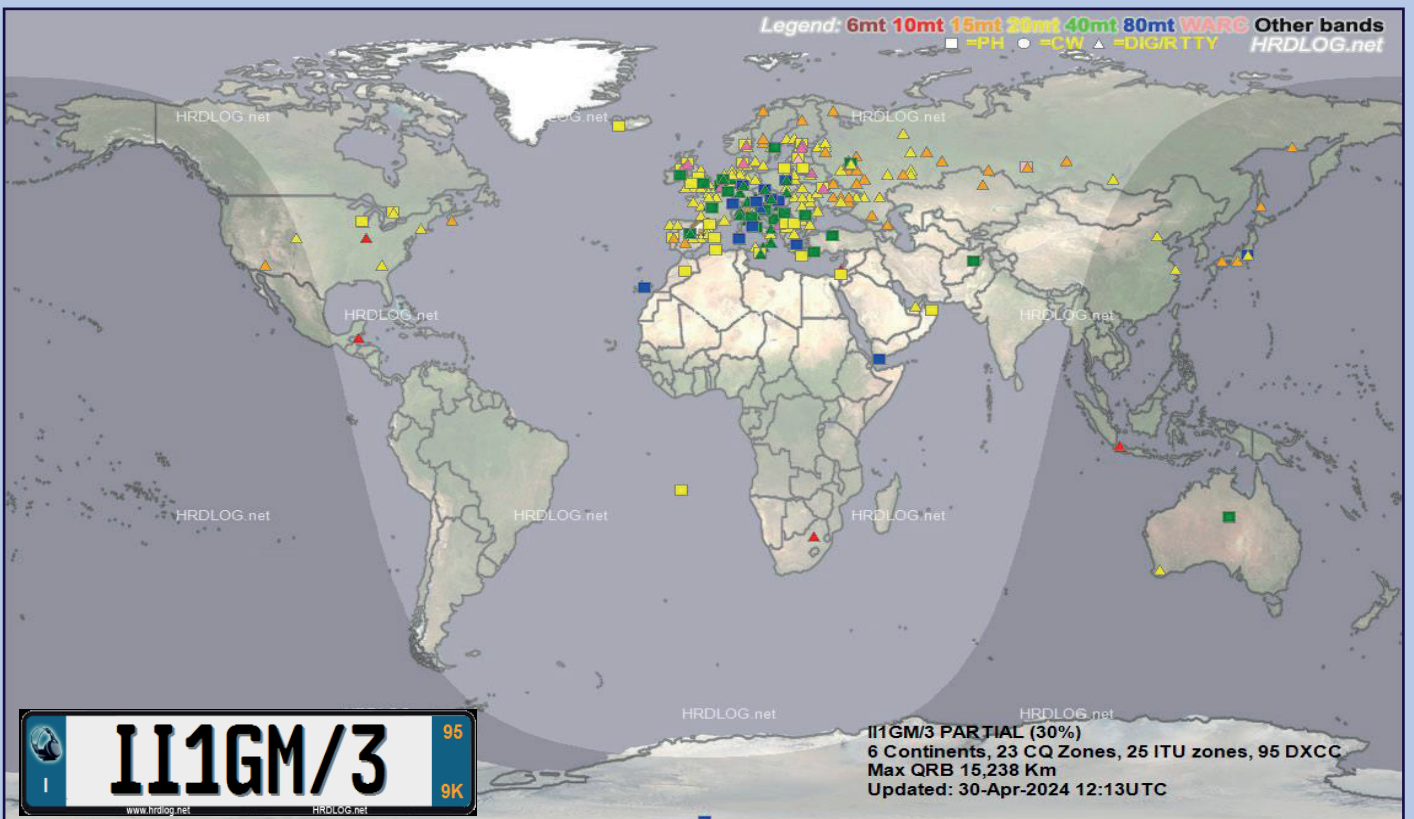 Legend: 6mt 10mt 15mt 20mt 40mt 80mt WARC Other bands
=PH =CW =DIG/RTTY HRDLOG.net
HRDLOG.net
OG.net
HRDLOG.net
HRDLOG.net
HRDLOG.net
HRDLOG.net
HRDLOG.net
HRDLOG.net
HRDLOG.net
HRDLOG.net
HRDLOG.net
II1GM/3 PARTIAL (30%)
6 Continents, 23 CQ Zones, 25 ITU zones, 95 DXCC
Max QRB 15,238 Km
Updated: 30-Apr-2024 12:13UTC
95
II1GM/3
I
9K
www.hrdlog.net HRDLOG.net